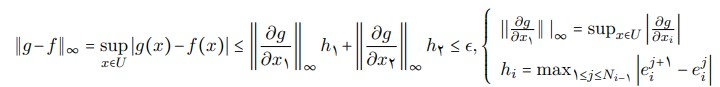 ‖g−f‖∞ = sup_{x∈U} |g(x)−f(x)| ≤ ‖∂g/∂x۱‖∞ h۱ + ‖∂g/∂x۲‖∞ h۲ ≤ ϵ, {
‖∂g/∂x۱‖ |∞ = sup_{x∈U} |∂g/∂x_i|
h_i = max_{۱≤j≤N_{i−۱}} |e_i^{j+۱} − e_i^j|